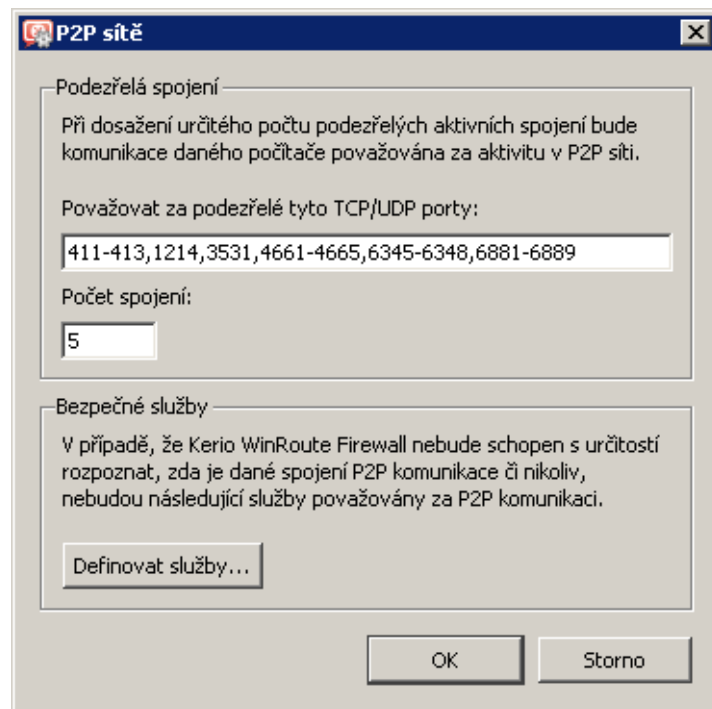 P2P sítě
Podezřelá spojení
Při dosažení určitého počtu podezřelých aktivních spojení bude
komunikace daného počítače považována za aktivitu v P2P síti.
Považovat za podezřelé tyto TCP/UDP porty:
411-413,1214,3531,4661-4665,6345-6348,6881-6889
Počet spojení:
5
Bezpečné služby
V případě, že Kerio WinRoute Firewall nebude schopen s určitostí
rozpoznat, zda je dané spojení P2P komunikace či nikoliv,
nebudou následující služby považovány za P2P komunikaci.
Definovat služby...
OK
Storno